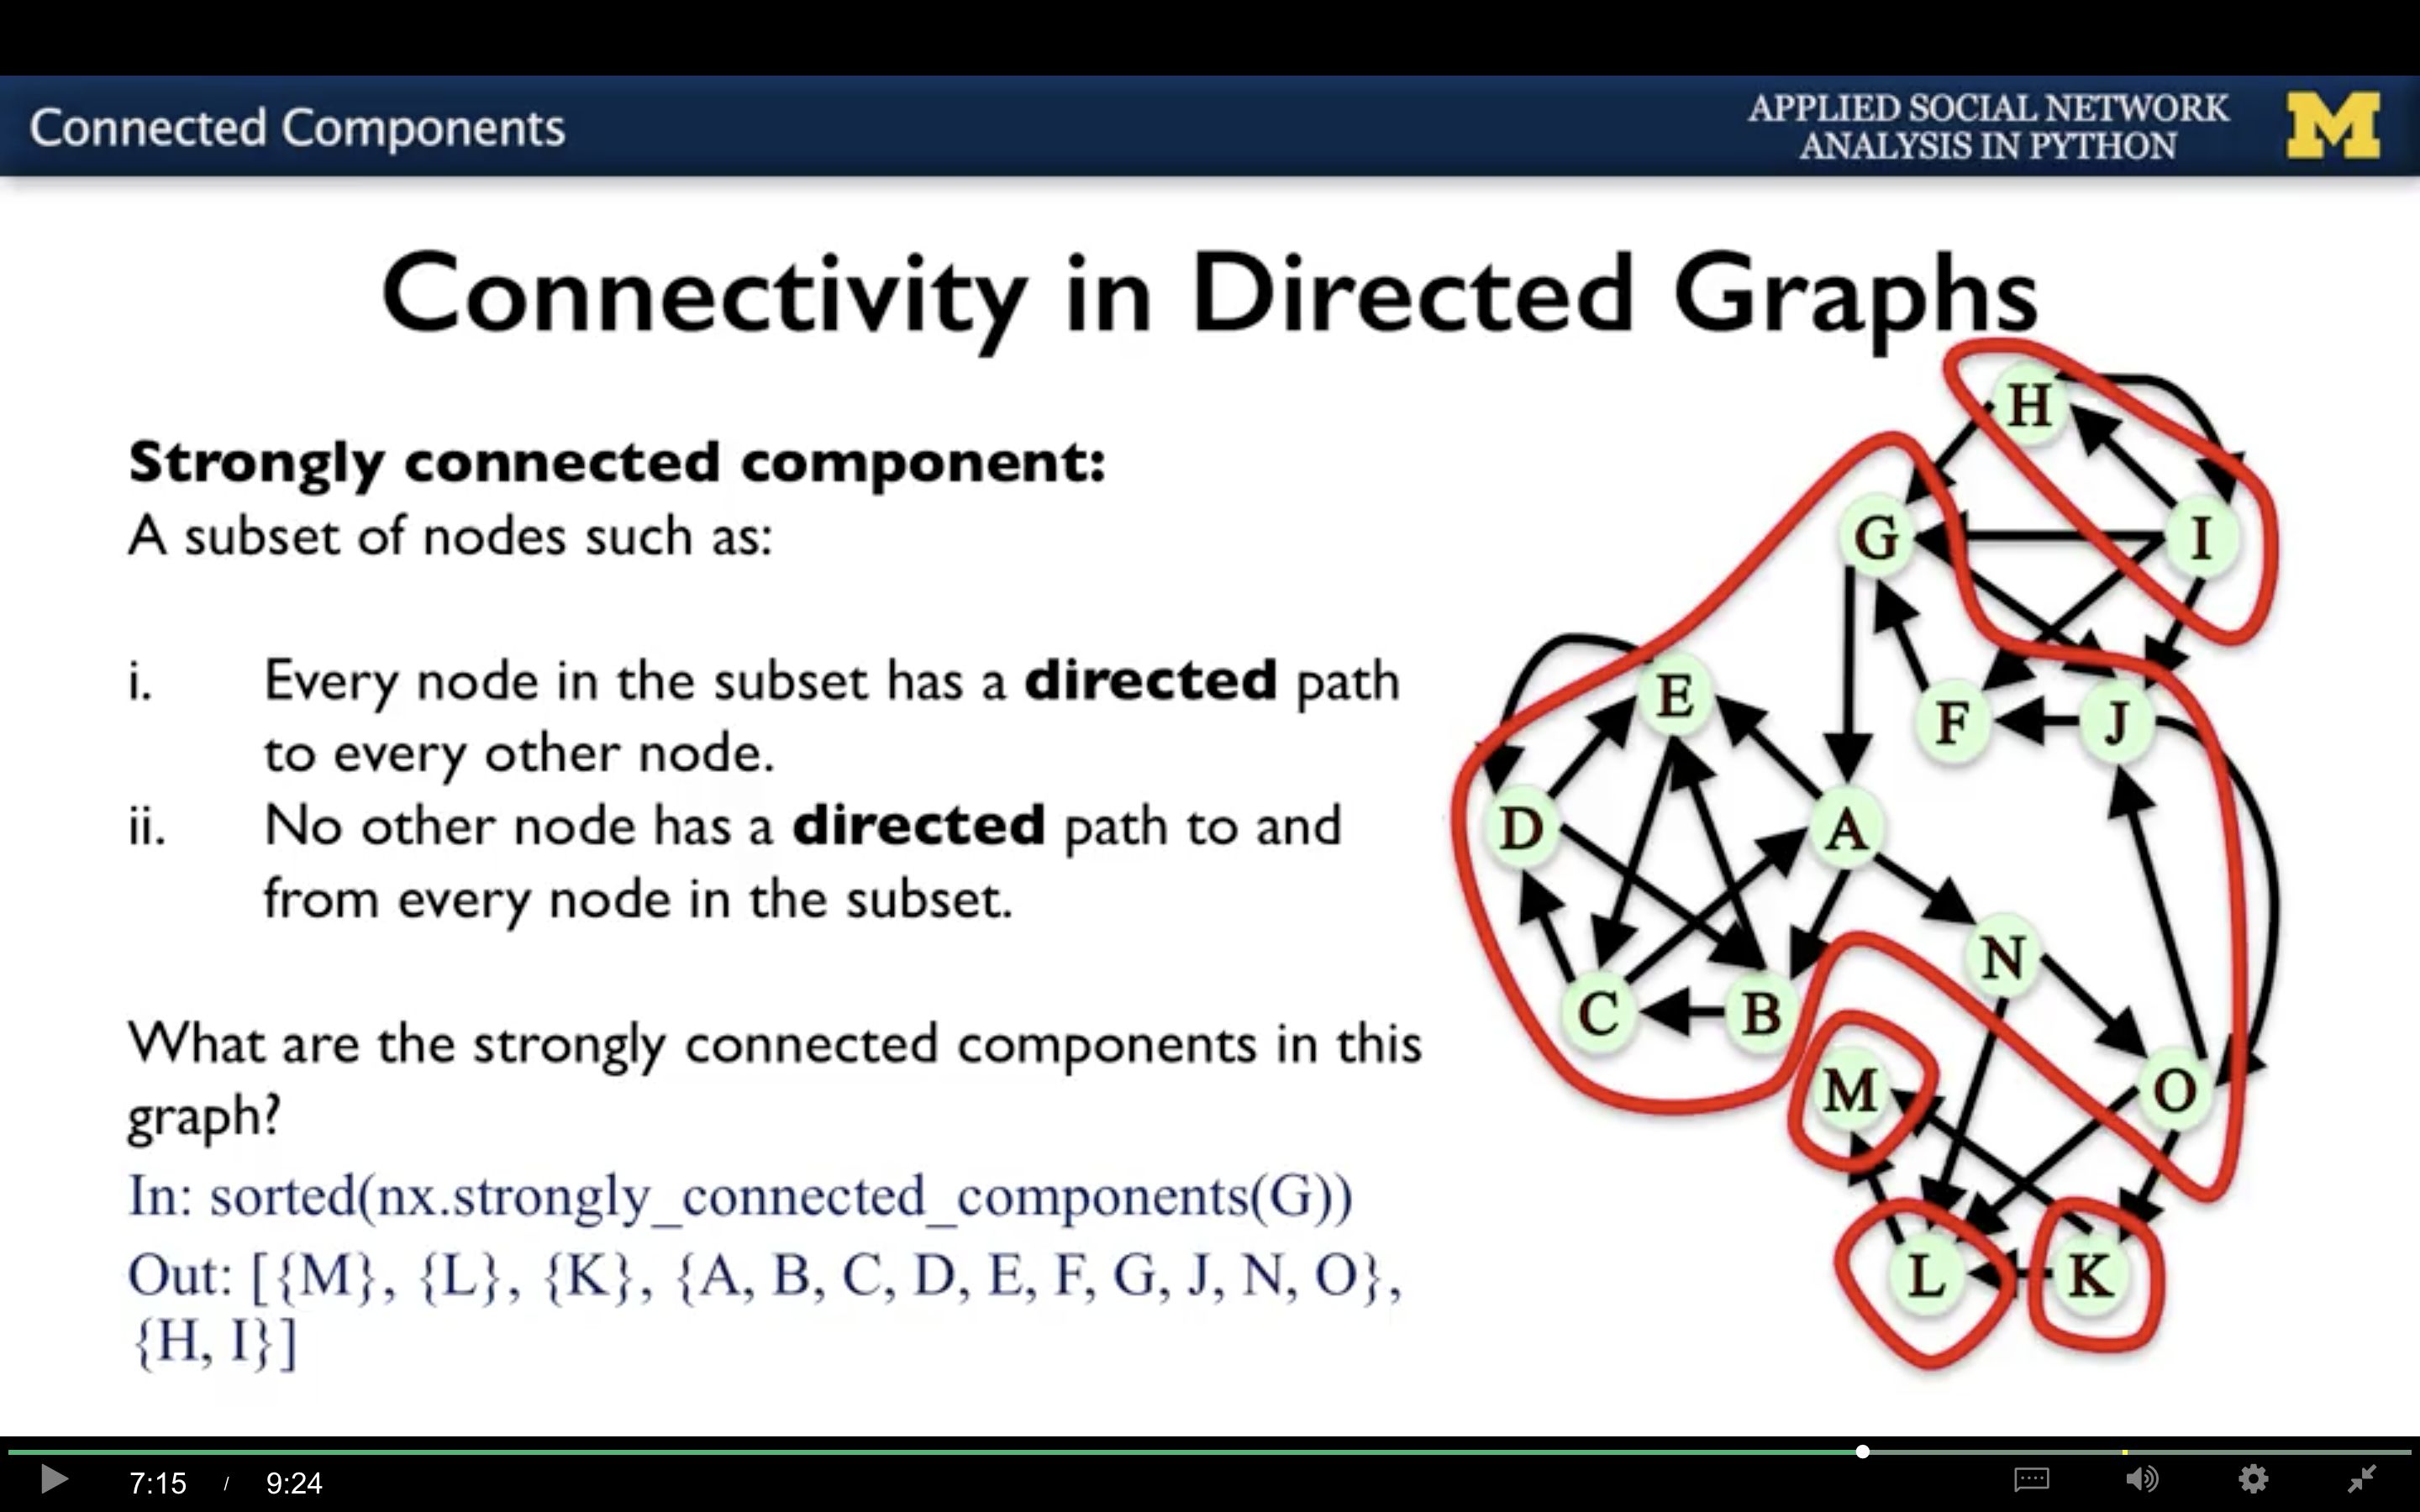 Connected Components
APPLIED SOCIAL NETWORK
ANALYSIS IN PYTHON
M
Connectivity in Directed Graphs
Strongly connected component:
A subset of nodes such as:
i. Every node in the subset has a directed path
to every other node.
ii. No other node has a directed path to and
from every node in the subset.
What are the strongly connected components in this
graph?
In: sorted(nx.strongly_connected_components(G))
Out: [{M}, {L}, {K}, {A, B, C, D, E, F, G, J, N, O},
{H, I}]
H
G
I
E
F
J
D
A
N
C
B
M
O
L
K
7:15 / 9:24